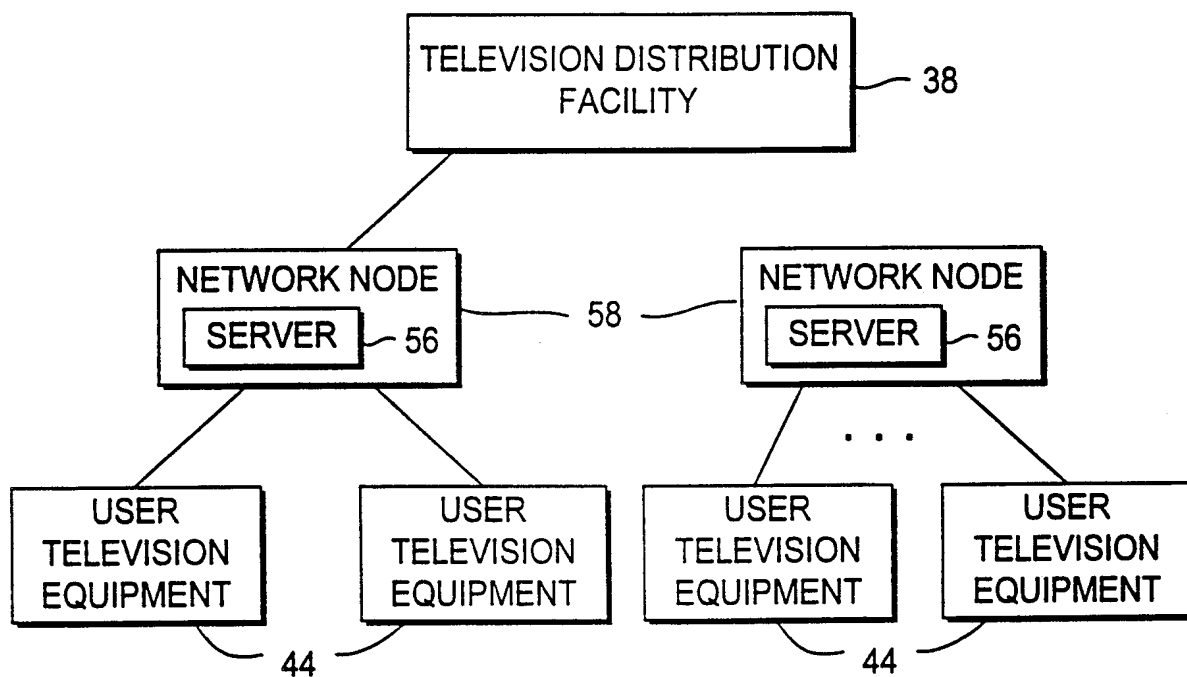 TELEVISION DISTRIBUTION
FACILITY
38
NETWORK NODE
SERVER
56
58
NETWORK NODE
SERVER
56
. . .
USER
TELEVISION
EQUIPMENT
USER
TELEVISION
EQUIPMENT
USER
TELEVISION
EQUIPMENT
USER
TELEVISION
EQUIPMENT
44
44